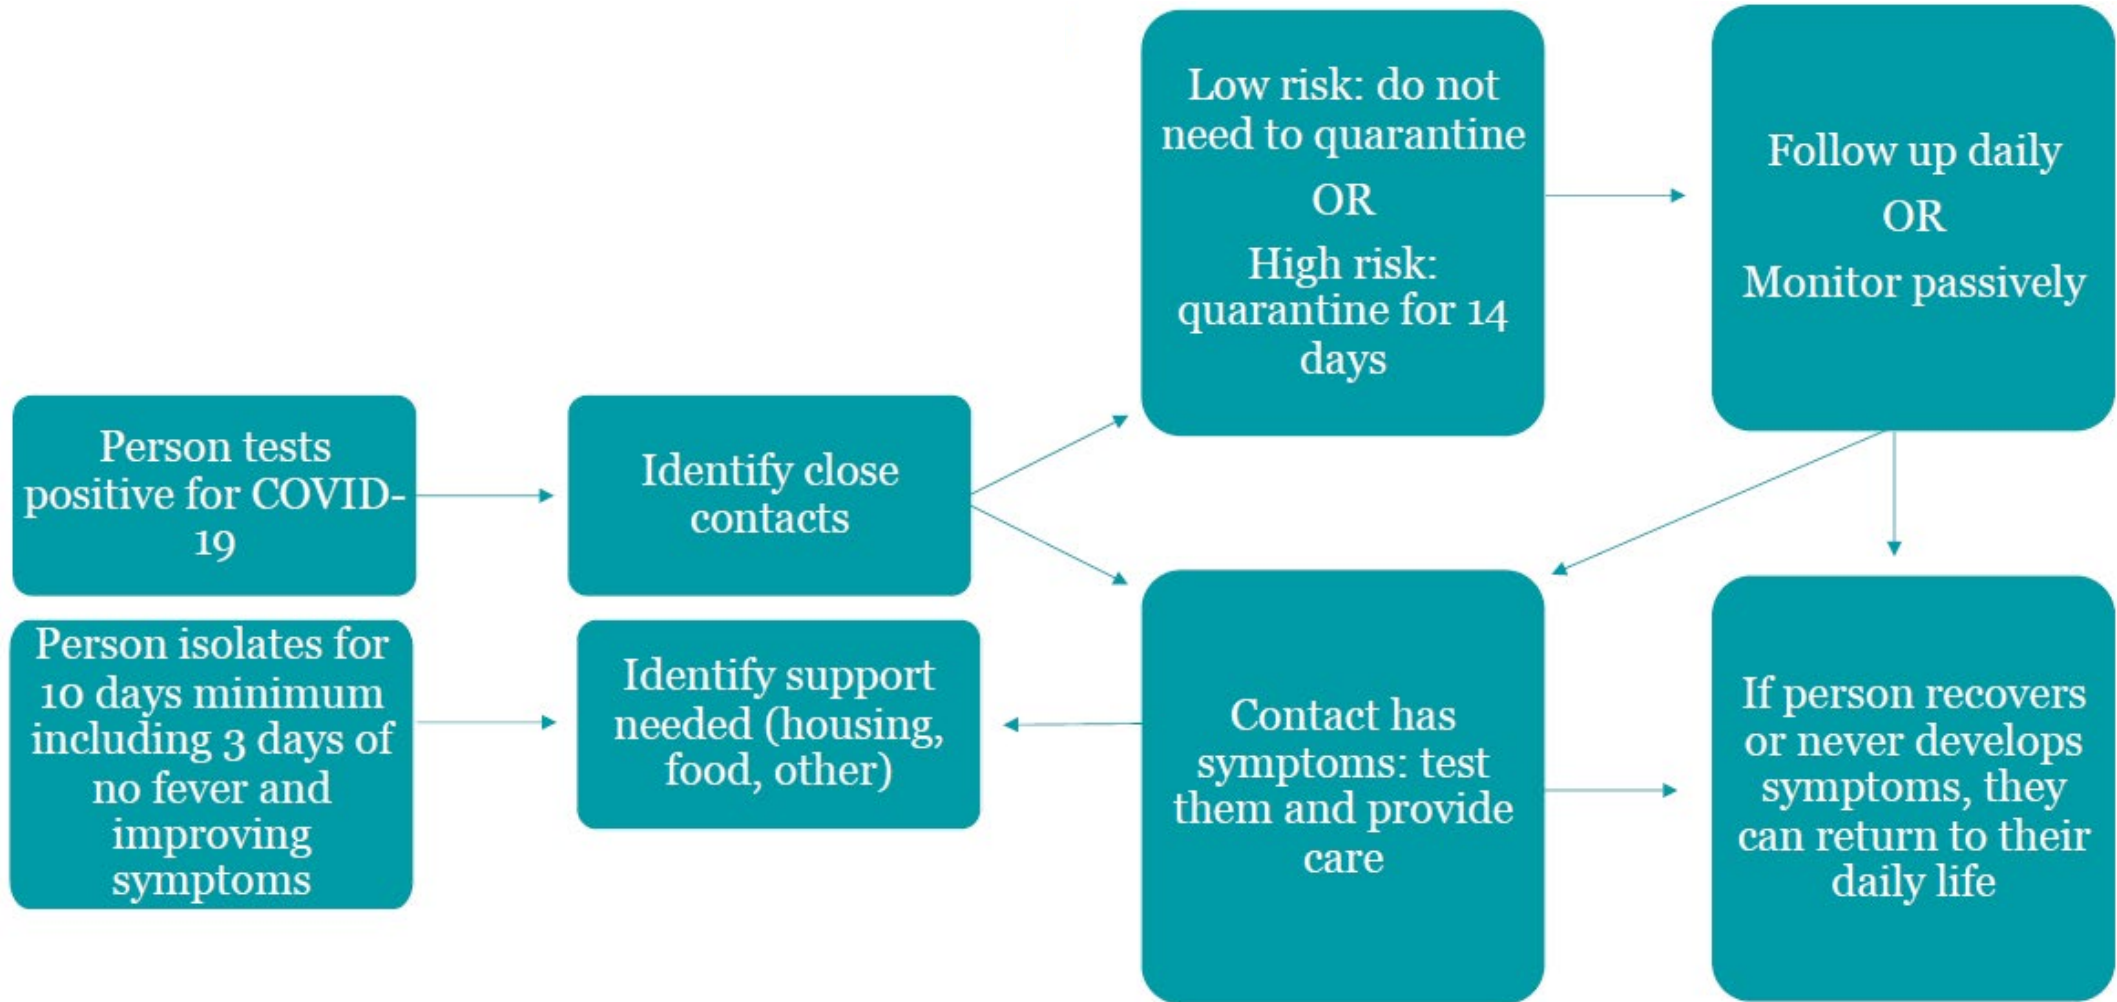 Person tests
positive for COVID-
19
Identify close
contacts
Low risk: do not
need to quarantine
OR
High risk:
quarantine for 14
days
Follow up daily
OR
Monitor passively
Person isolates for
10 days minimum
including 3 days of
no fever and
improving
symptoms
Identify support
needed (housing,
food, other)
Contact has
symptoms: test
them and provide
care
If person recovers
or never develops
symptoms, they
can return to their
daily life